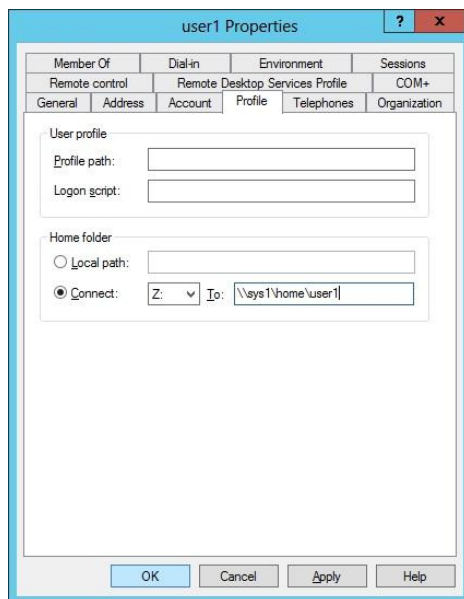 user1 Properties
? x
Member Of Dial-in Environment Sessions
Remote control Remote Desktop Services Profile COM+
General Address Account Profile Telephones Organization
User profile
Profile path:
Logon script:
Home folder
Local path:
Connect: Z: To: \\sys1\home\user1
OK Cancel Apply Help